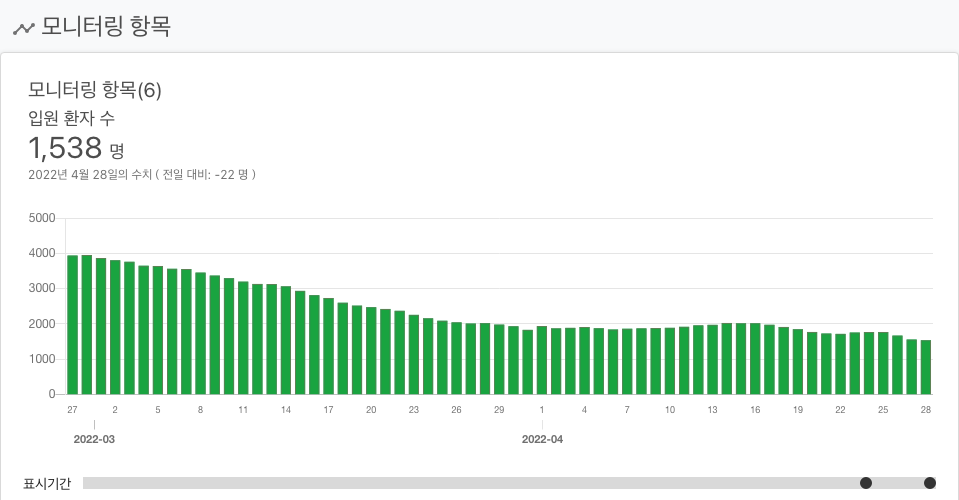 모니터링 항목
모니터링 항목(6)
입원 환자 수
1,538 명
2022년 4월 28일의 수치 ( 전일 대비: -22 명 )
5000
4000
3000
2000
1000
0
27 2 5 8 11 14 17 20 23 26 29 1 4 7 10 13 16 19 22 25 28
2022-03 2022-04
표시기간